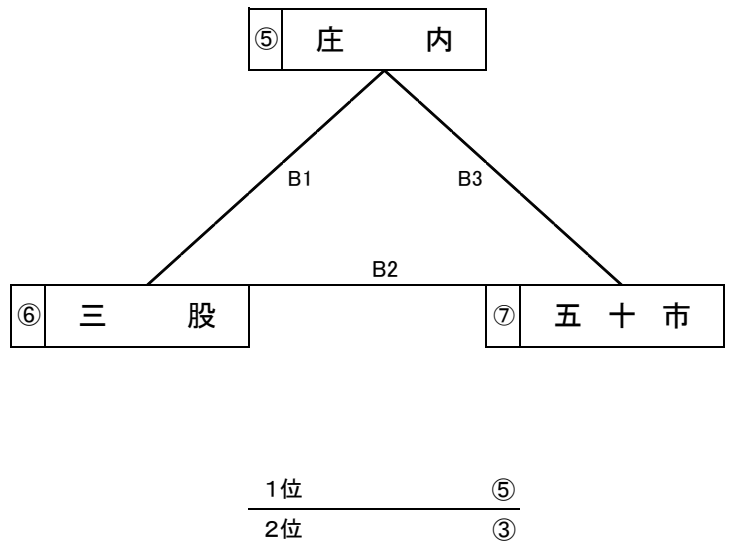 ⑤ 庄 内
B1 B3
B2
⑥ 三 股 ⑦ 五 十 市
1位 ⑤
2位 ③